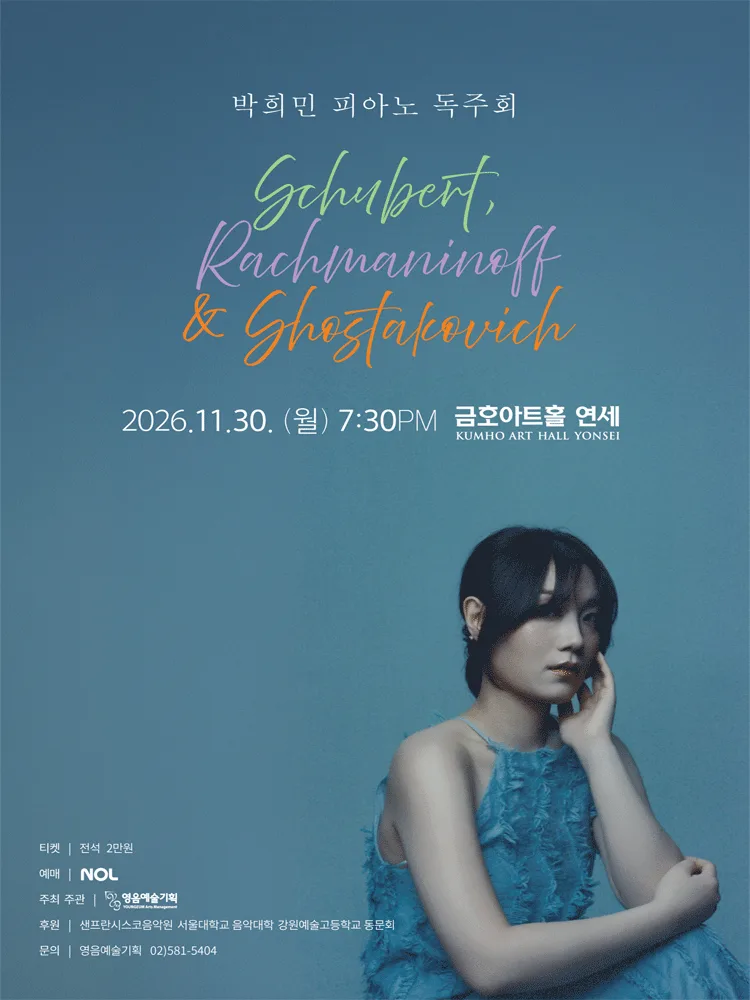 박희민 피아노 독주회
Schubert,
Rachmaninoff
& Shostakovich
2026.11.30. (월) 7:30PM 금호아트홀 연세
KUMHO ART HALL YONSEI
티켓 | 전석 2만원
예매 | NOL
주최 주관 | 영음예술기획
YOUNGEUM Arts Management
후원 | 샌프란시스코음악원 서울대학교 음악대학 강원예술고등학교 동문회
문의 | 영음예술기획 02)581-5404